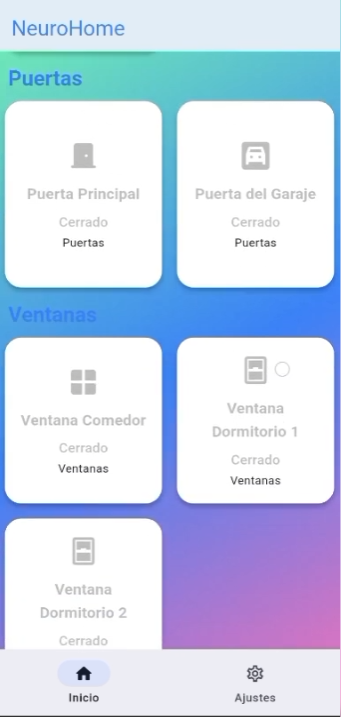 NeuroHome
Puertas
Puerta Principal
Cerrado
Puertas
Puerta del Garaje
Cerrado
Puertas
Ventanas
Ventana Comedor
Cerrado
Ventanas
Ventana
Dormitorio 1
Cerrado
Ventanas
Ventana
Dormitorio 2
Cerrado
Inicio
Ajustes